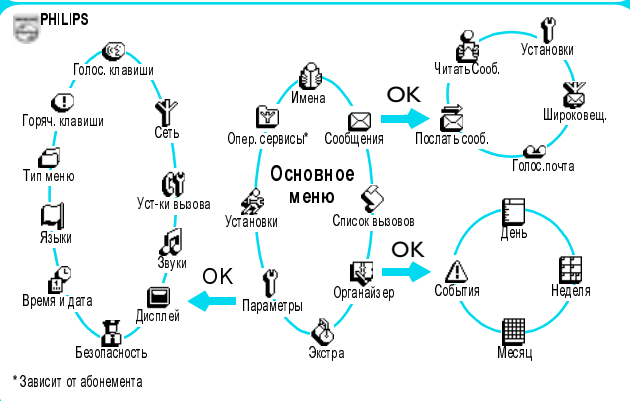 PHILIPS
Голос. клавиши
Горяч. клавиши
Сеть
Тип меню
Уст-ки вызова
Языки
Звуки
Время и дата
Дисплей
Безопасность
Имена
Опер. сервисы*
Сообщения
Основное
меню
Установки
Список вызовов
Параметры
Органайзер
Экстра
OK
OK
OK
Читать Сооб.
Установки
Широковещ.
Послать сооб.
Голос.почта
День
События
Неделя
Месяц
* Зависит от абонемента